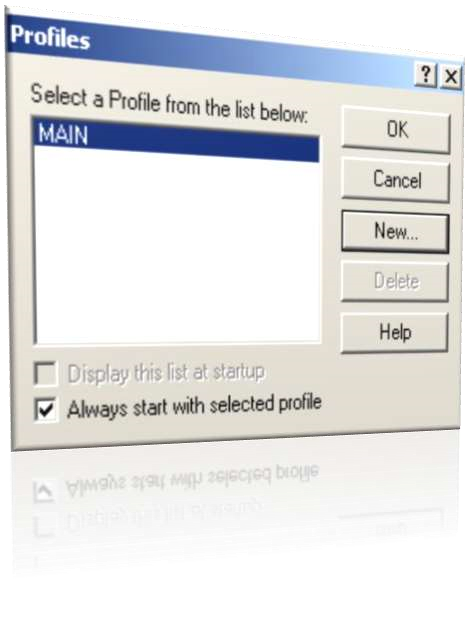 Profiles
Select a Profile from the list below:
MAIN
OK
Cancel
New...
Delete
Help
Display this list at startup
Always start with selected profile